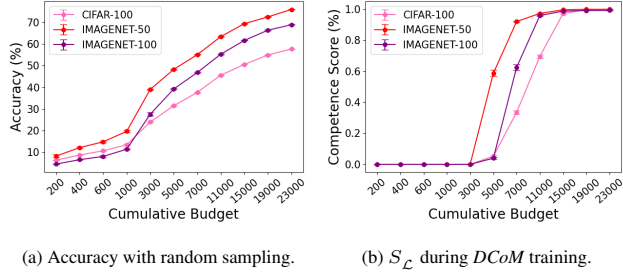 CIFAR-100
IMAGENET-50
IMAGENET-100
Accuracy (%)
70
60
50
40
30
20
10
200
400
600
1000
3000
5000
7000
11000
15000
19000
23000
Cumulative Budget
(a) Accuracy with random sampling.
CIFAR-100
IMAGENET-50
IMAGENET-100
Competence Score (%)
1.0
0.8
0.6
0.4
0.2
0.0
200
400
600
1000
3000
5000
7000
11000
15000
19000
23000
Cumulative Budget
(b) S_ℒ during DCoM training.